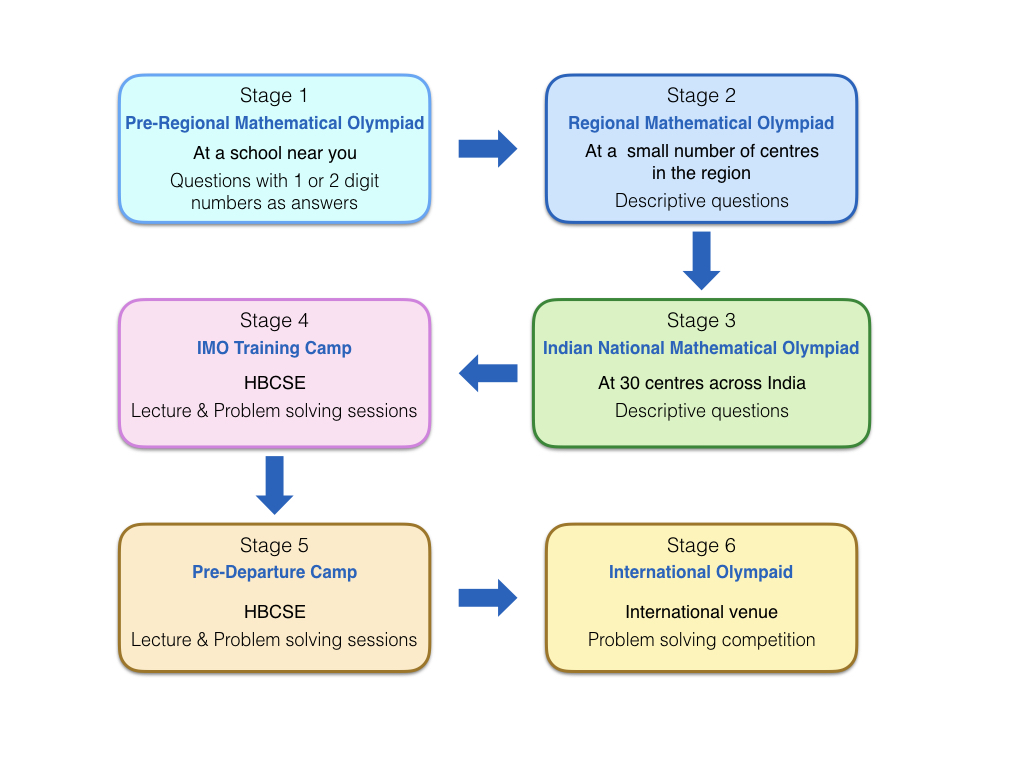 Stage 1
Pre-Regional Mathematical Olympiad
At a school near you
Questions with 1 or 2 digit
numbers as answers
Stage 2
Regional Mathematical Olympiad
At a small number of centres
in the region
Descriptive questions
Stage 3
Indian National Mathematical Olympiad
At 30 centres across India
Descriptive questions
Stage 4
IMO Training Camp
HBCSE
Lecture & Problem solving sessions
Stage 5
Pre-Departure Camp
HBCSE
Lecture & Problem solving sessions
Stage 6
International Olympaid
International venue
Problem solving competition